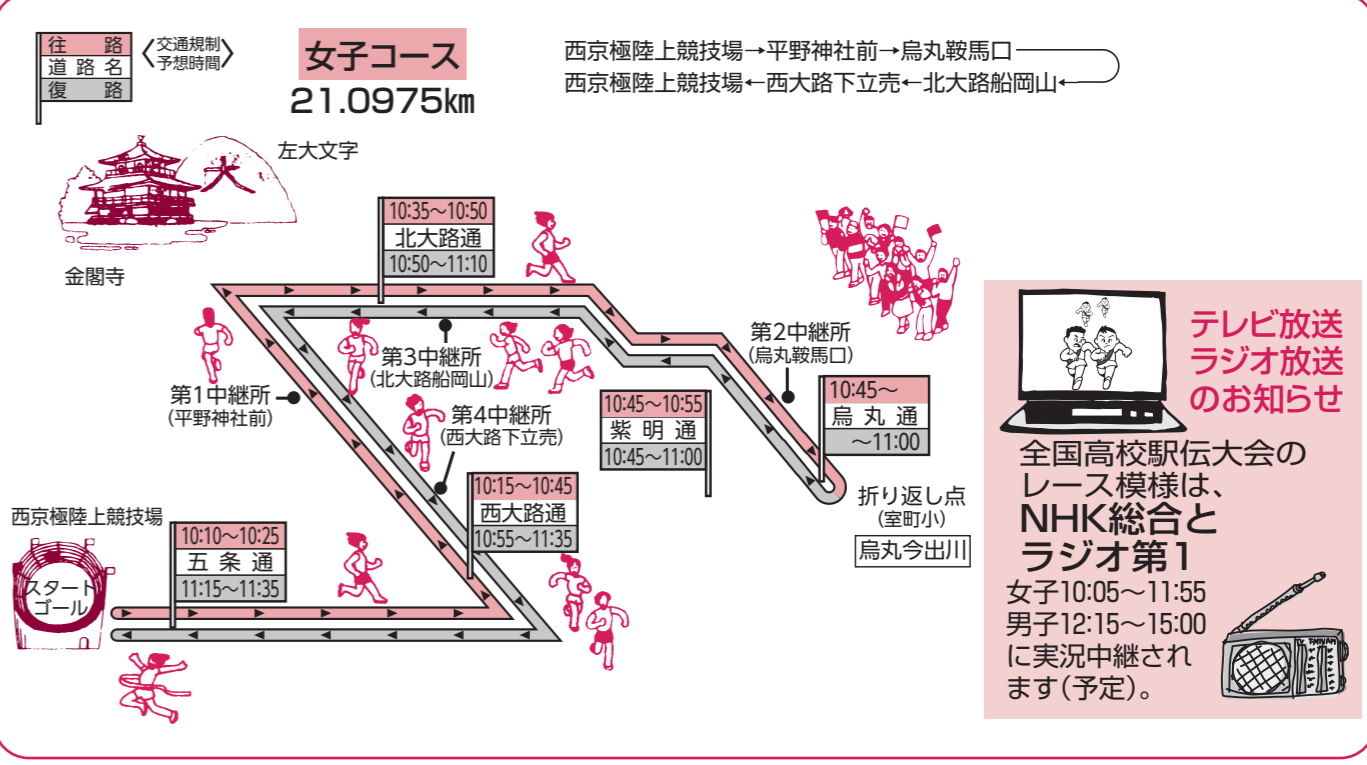 往　路
道 路 名
復　路
〈交通規制
予想時間〉
女子コース
21.0975km
西京極陸上競技場→平野神社前→烏丸鞍馬口
西京極陸上競技場←西大路下立売←北大路船岡山←
左大文字
大
金閣寺
10:35〜10:50
北大路通
10:50〜11:10
第1中継所
(平野神社前)
第3中継所
(北大路船岡山)
第4中継所
(西大路下立売)
第2中継所
(烏丸鞍馬口)
10:45〜10:55
紫 明 通
10:45〜11:00
10:45〜
烏 丸 通
〜11:00
折り返し点
(室町小)
烏丸今出川
10:15〜10:45
西大路通
10:55〜11:35
西京極陸上競技場
スタート
ゴール
10:10〜10:25
五 条 通
11:15〜11:35
テレビ放送
ラジオ放送
のお知らせ
全国高校駅伝大会の
レース模様は、
NHK総合と
ラジオ第1
女子10:05〜11:55
男子12:15〜15:00
に実況中継され
ます(予定)。